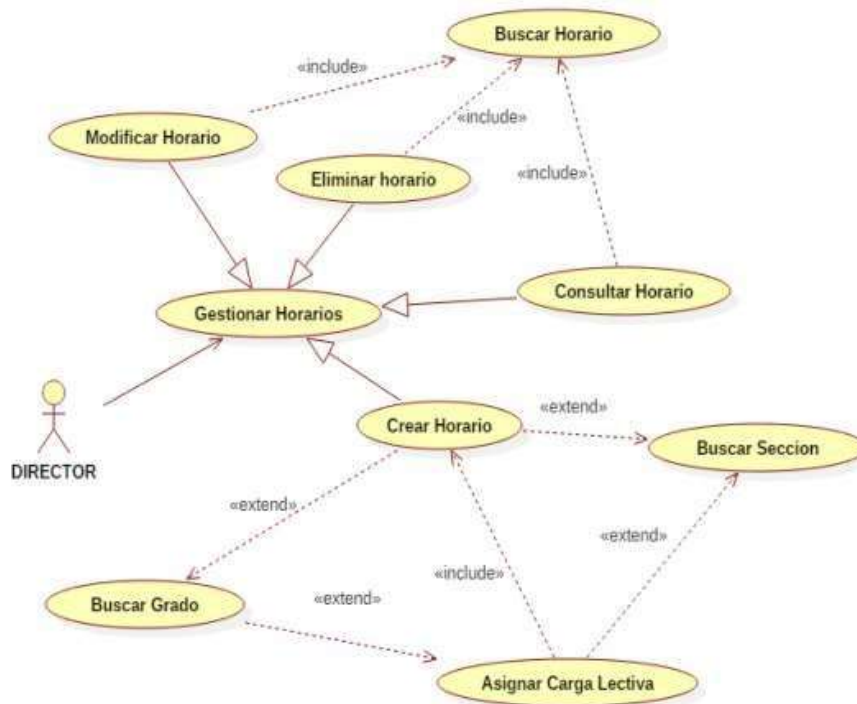 Buscar Horario
«include»
Modificar Horario
«include»
Eliminar horario
«include»
Consultar Horario
Gestionar Horarios
DIRECTOR
Crear Horario
«extend»
Buscar Seccion
«extend»
«extend»
«include»
«extend»
Buscar Grado
Asignar Carga Lectiva